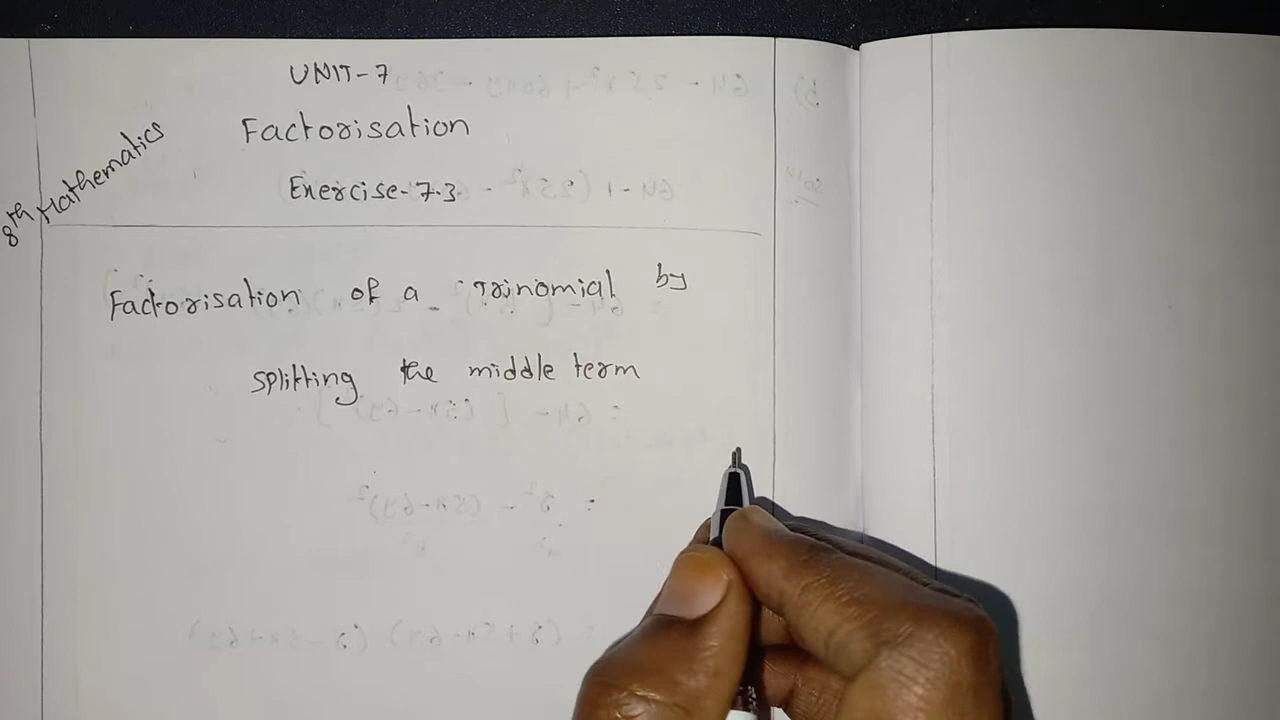 UNIT-7
Factorisation
Exercise-7.3
8th Mathematics
Factorisation of a Trinomial by
splitting the middle term